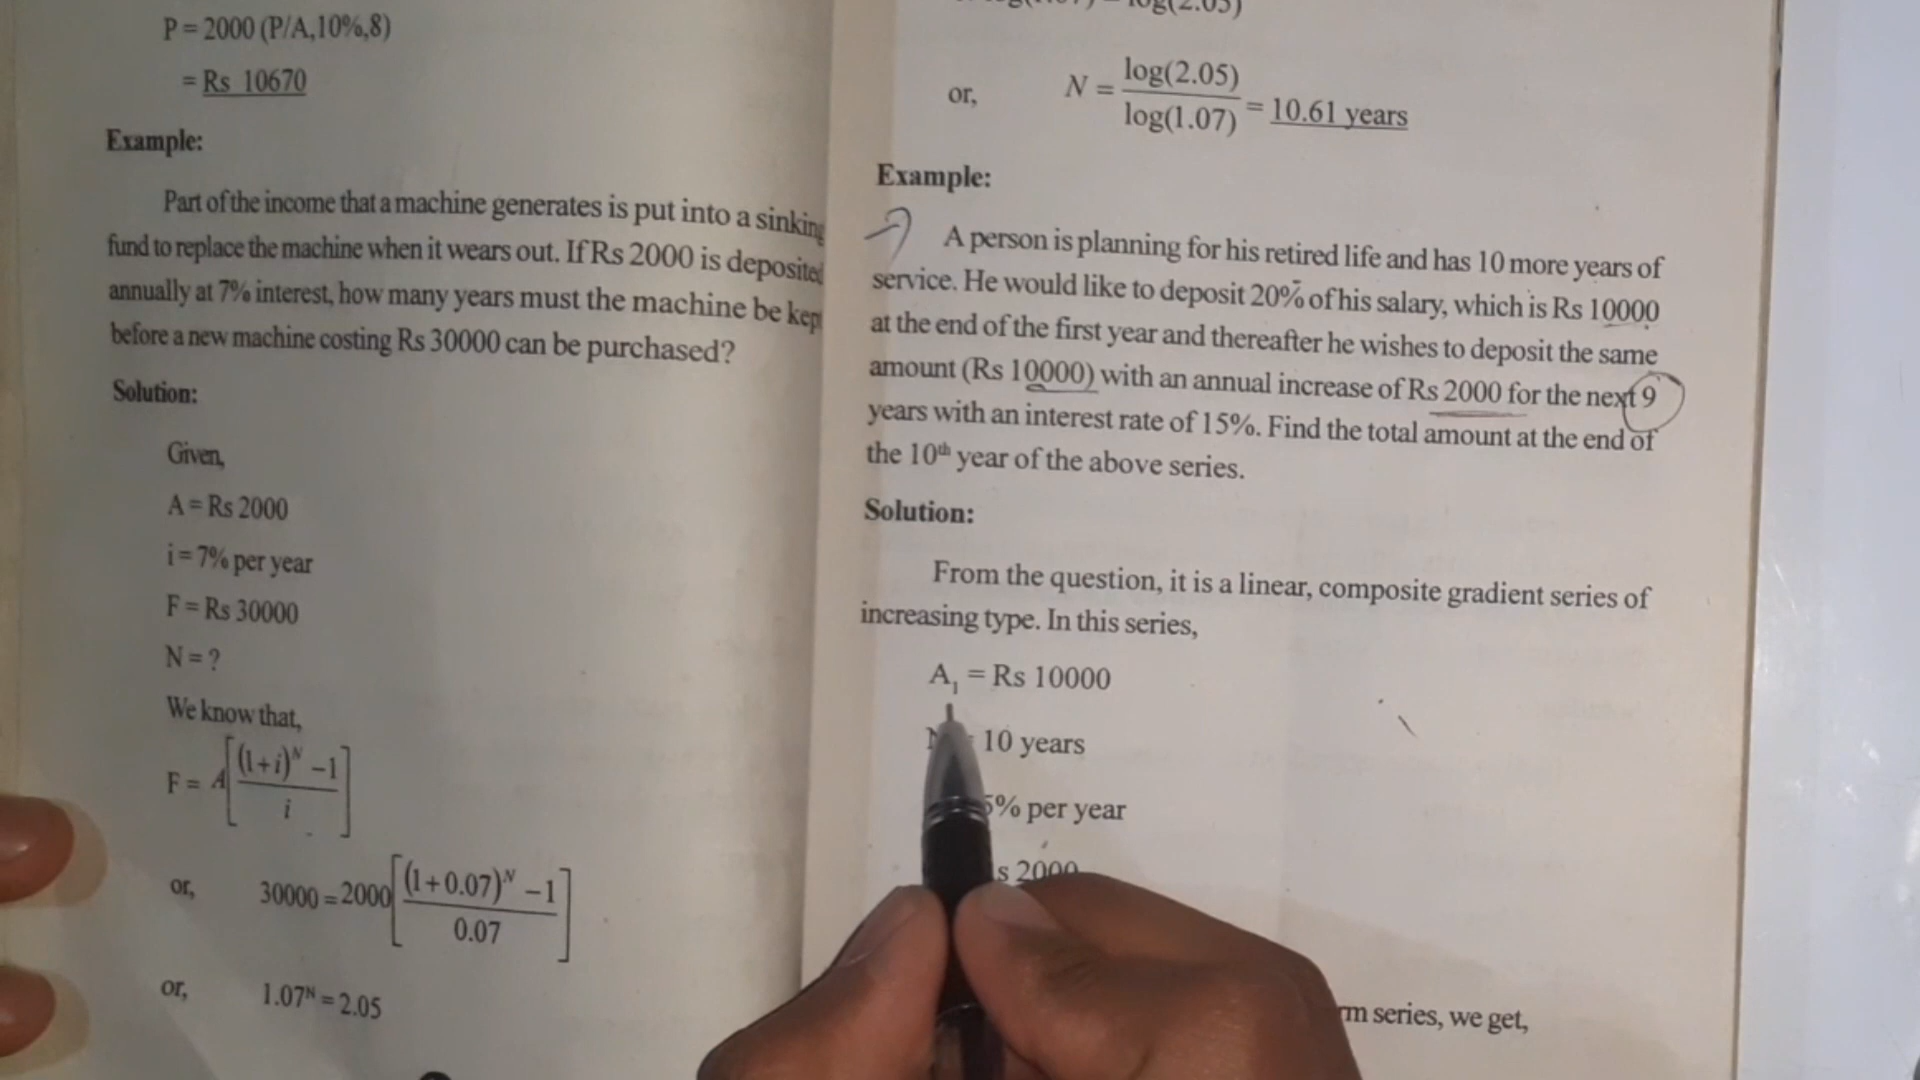 P = 2000 (P/A,10%,8)
= Rs 10670
Example:
Part of the income that a machine generates is put into a sinking
fund to replace the machine when it wears out. If Rs 2000 is deposited
annually at 7% interest, how many years must the machine be kept
before a new machine costing Rs 30000 can be purchased?
Solution:
Given,
A = Rs 2000
i = 7% per year
F = Rs 30000
N = ?
We know that,
F = A[((1+i)^N − 1)/i]
or, 30000 = 2000[((1+0.07)^N − 1)/0.07]
or, 1.07^N = 2.05
log(2.05)
or, N = log(2.05)/log(1.07) = 10.61 years
Example:
A person is planning for his retired life and has 10 more years of
service. He would like to deposit 20% of his salary, which is Rs 10000
at the end of the first year and thereafter he wishes to deposit the same
amount (Rs 10000) with an annual increase of Rs 2000 for the next 9
years with an interest rate of 15%. Find the total amount at the end of
the 10th year of the above series.
Solution:
From the question, it is a linear, composite gradient series of
increasing type. In this series,
A₁ = Rs 10000
10 years
5% per year
s 2000
rm series, we get,